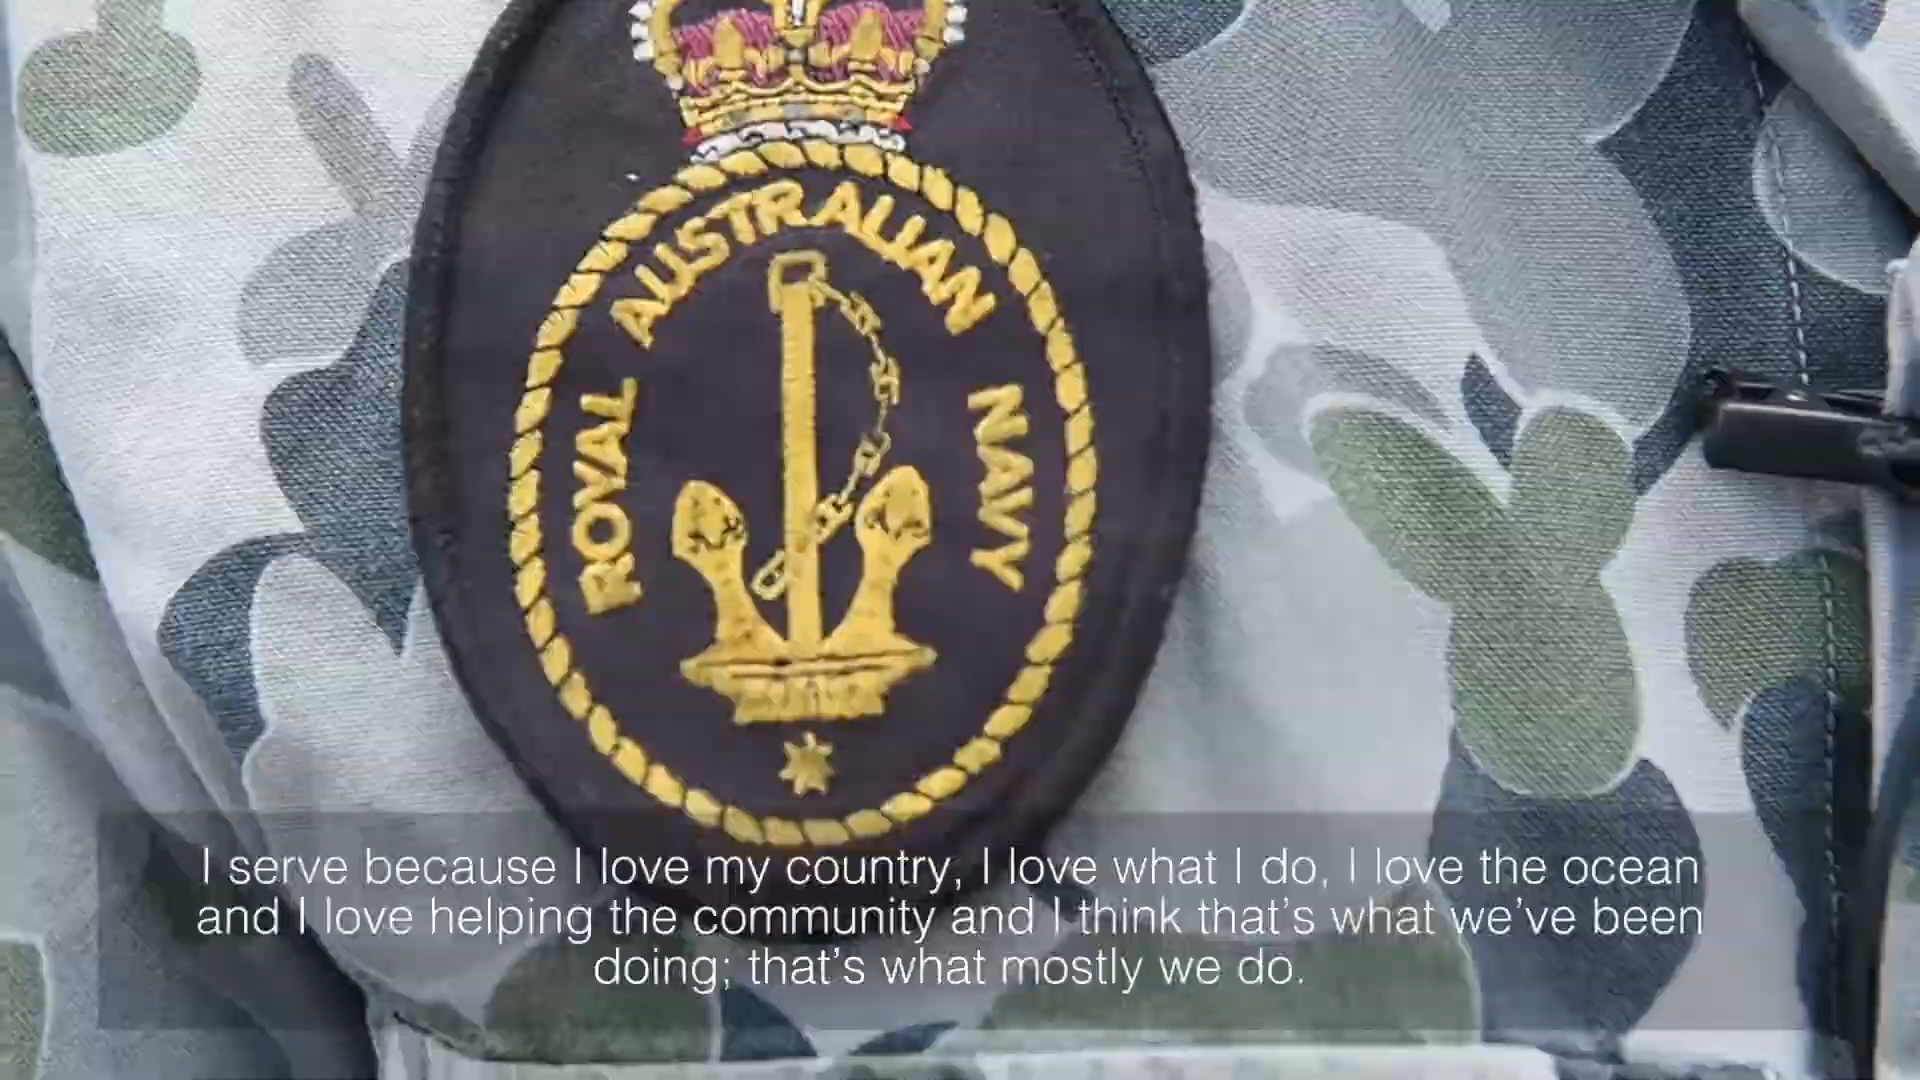 ROYAL AUSTRALIAN NAVY
I serve because I love my country, I love what I do, I love the ocean
and I love helping the community and I think that's what we've been
doing; that's what mostly we do.